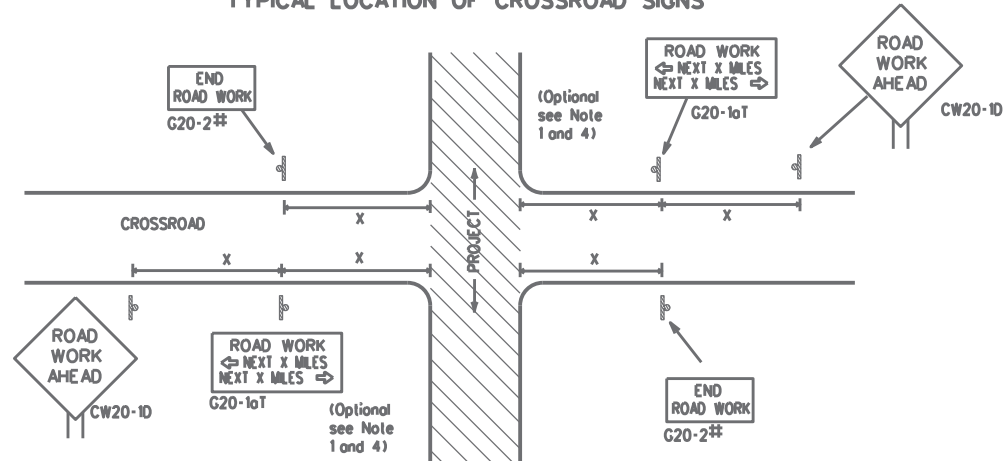 TYPICAL LOCATION OF CROSSROAD SIGNS
END
ROAD WORK
G20-2#
(Optional
see Note
1 and 4)
ROAD WORK
⇦ NEXT X MILES
NEXT X MILES ⇨
G20-1aT
ROAD
WORK
AHEAD
CW20-1D
X
X
X
CROSSROAD
PROJECT
X
X
X
ROAD
WORK
AHEAD
CW20-1D
ROAD WORK
⇦ NEXT X MILES
NEXT X MILES ⇨
G20-1aT
(Optional
see Note
1 and 4)
END
ROAD WORK
G20-2#